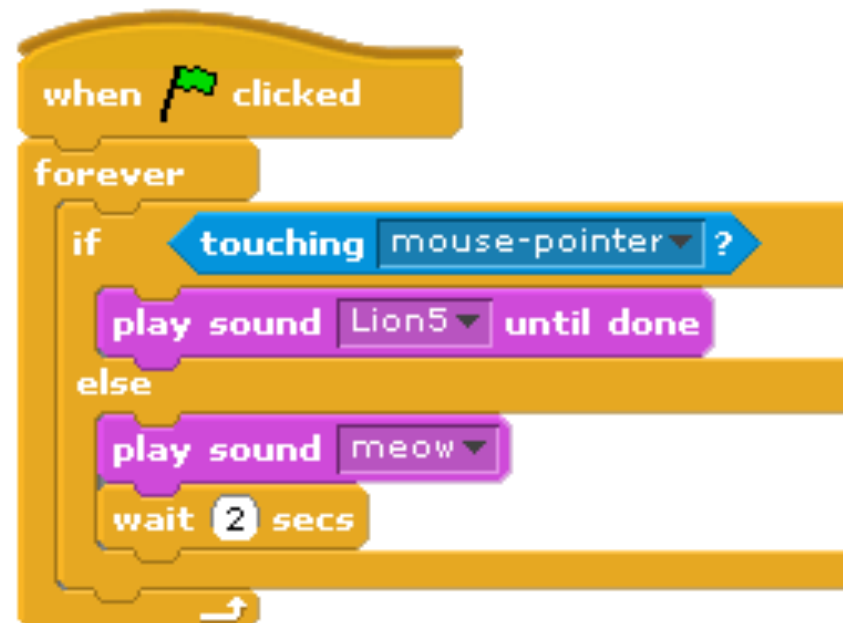 when clicked
forever
if touching mouse-pointer ?
play sound Lion5 until done
else
play sound meow
wait 2 secs